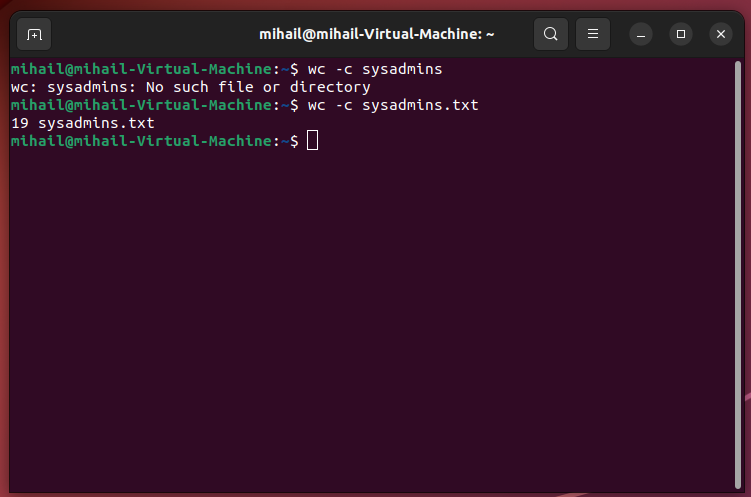 mihail@mihail-Virtual-Machine: ~
mihail@mihail-Virtual-Machine:~$ wc -c sysadmins
wc: sysadmins: No such file or directory
mihail@mihail-Virtual-Machine:~$ wc -c sysadmins.txt
19 sysadmins.txt
mihail@mihail-Virtual-Machine:~$